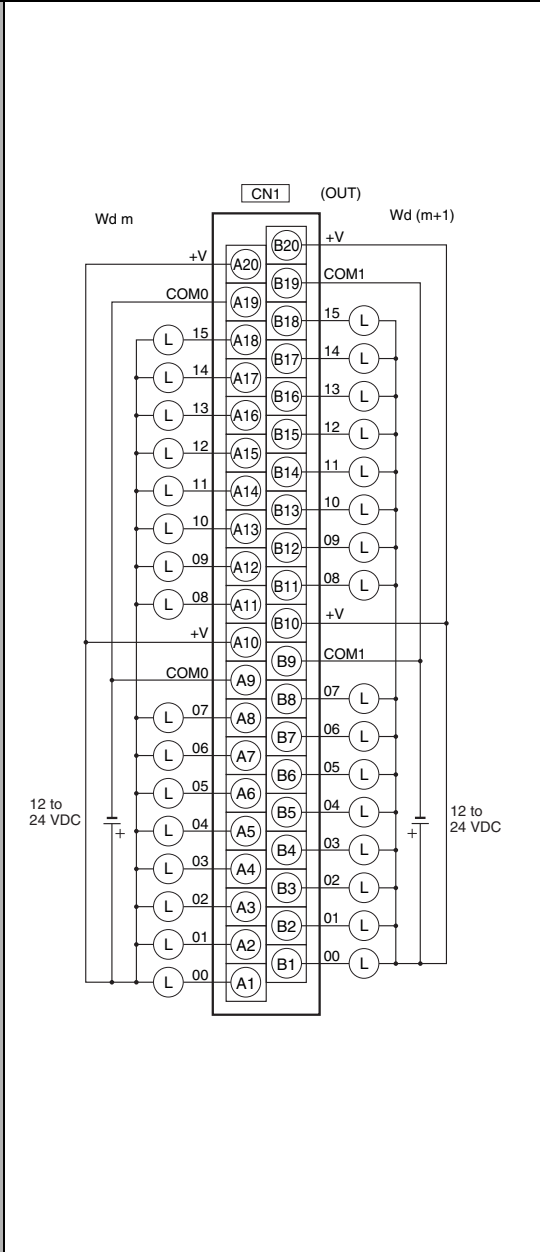 CN1 (OUT)
Wd m
Wd (m+1)
B20 +V
+V A20
B19 COM1
COM0 A19
B18 15 L
L 15 A18
B17 14 L
L 14 A17
B16 13 L
L 13 A16
B15 12 L
L 12 A15
B14 11 L
L 11 A14
B13 10 L
L 10 A13
B12 09 L
L 09 A12
B11 08 L
L 08 A11
B10 +V
+V A10
B9 COM1
COM0 A9
B8 07 L
L 07 A8
B7 06 L
L 06 A7
B6 05 L
L 05 A6
B5 04 L
12 to
24 VDC
+
L 04 A5
12 to
24 VDC
+
B4 03 L
L 03 A4
B3 02 L
L 02 A3
B2 01 L
L 01 A2
B1 00 L
L 00 A1